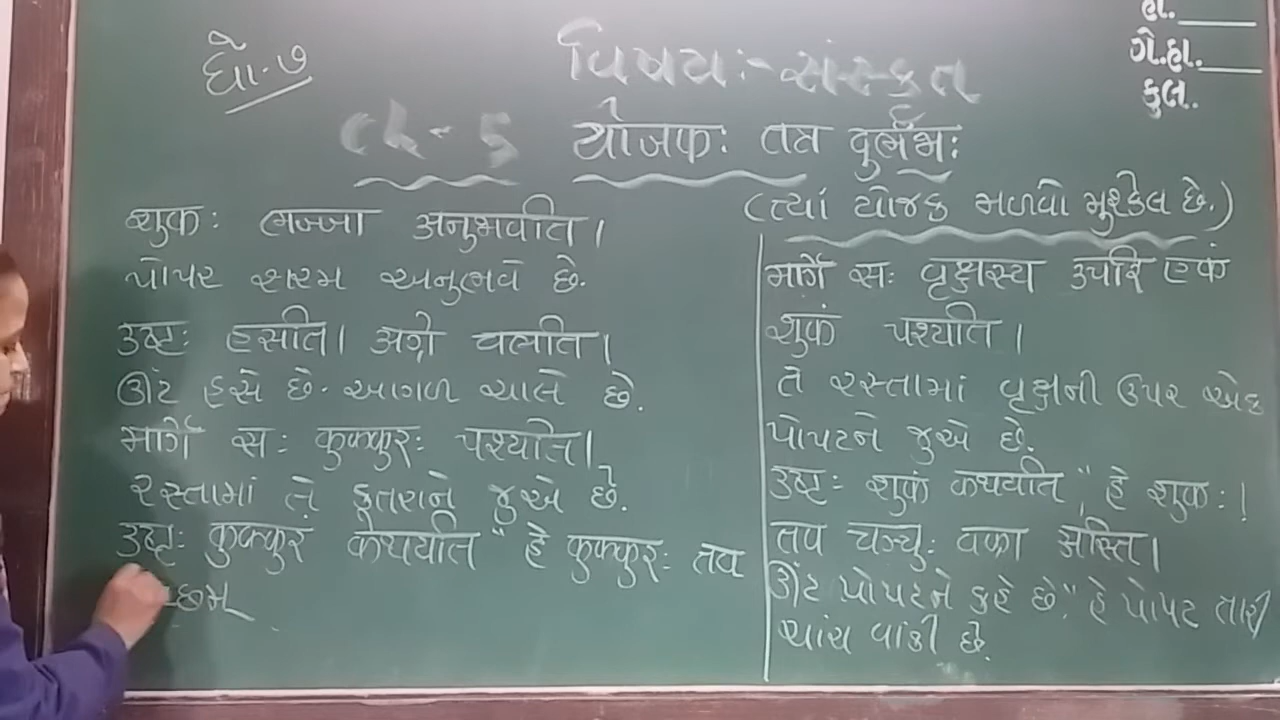 ધો.૭
વિષય:- સંસ્કૃત
હા.
ગે.હા.
કુલ.
योजकः तत्र दुर्लभः
(ત્યાં યોજક મળવો મુશ્કેલ છે.)
शुकः लज्जा अनुभवति।
પોપટ શરમ અનુભવે છે.
उष्ट्रः हसति। अग्रे चलति।
ઊંટ હસે છે. આગળ ચાલે છે.
मार्गे सः कुक्कुरः पश्यति।
રસ્તામાં તે કુતરાને જુએ છે.
उष्ट्रः कुक्कुरं कथयति "हे कुक्कुरः तव
मार्गे सः वृक्षस्य उपरि एकं
शुकं पश्यति।
તે રસ્તામાં વૃક્ષની ઉપર એક
પોપટને જુએ છે.
उष्ट्रः शुकं कथयति "हे शुकः!
तव चञ्चुः वक्रा अस्ति।
ઊંટ પોપટને કહે છે, "હે પોપટ તારી
ચાંચ વાંકી છે.